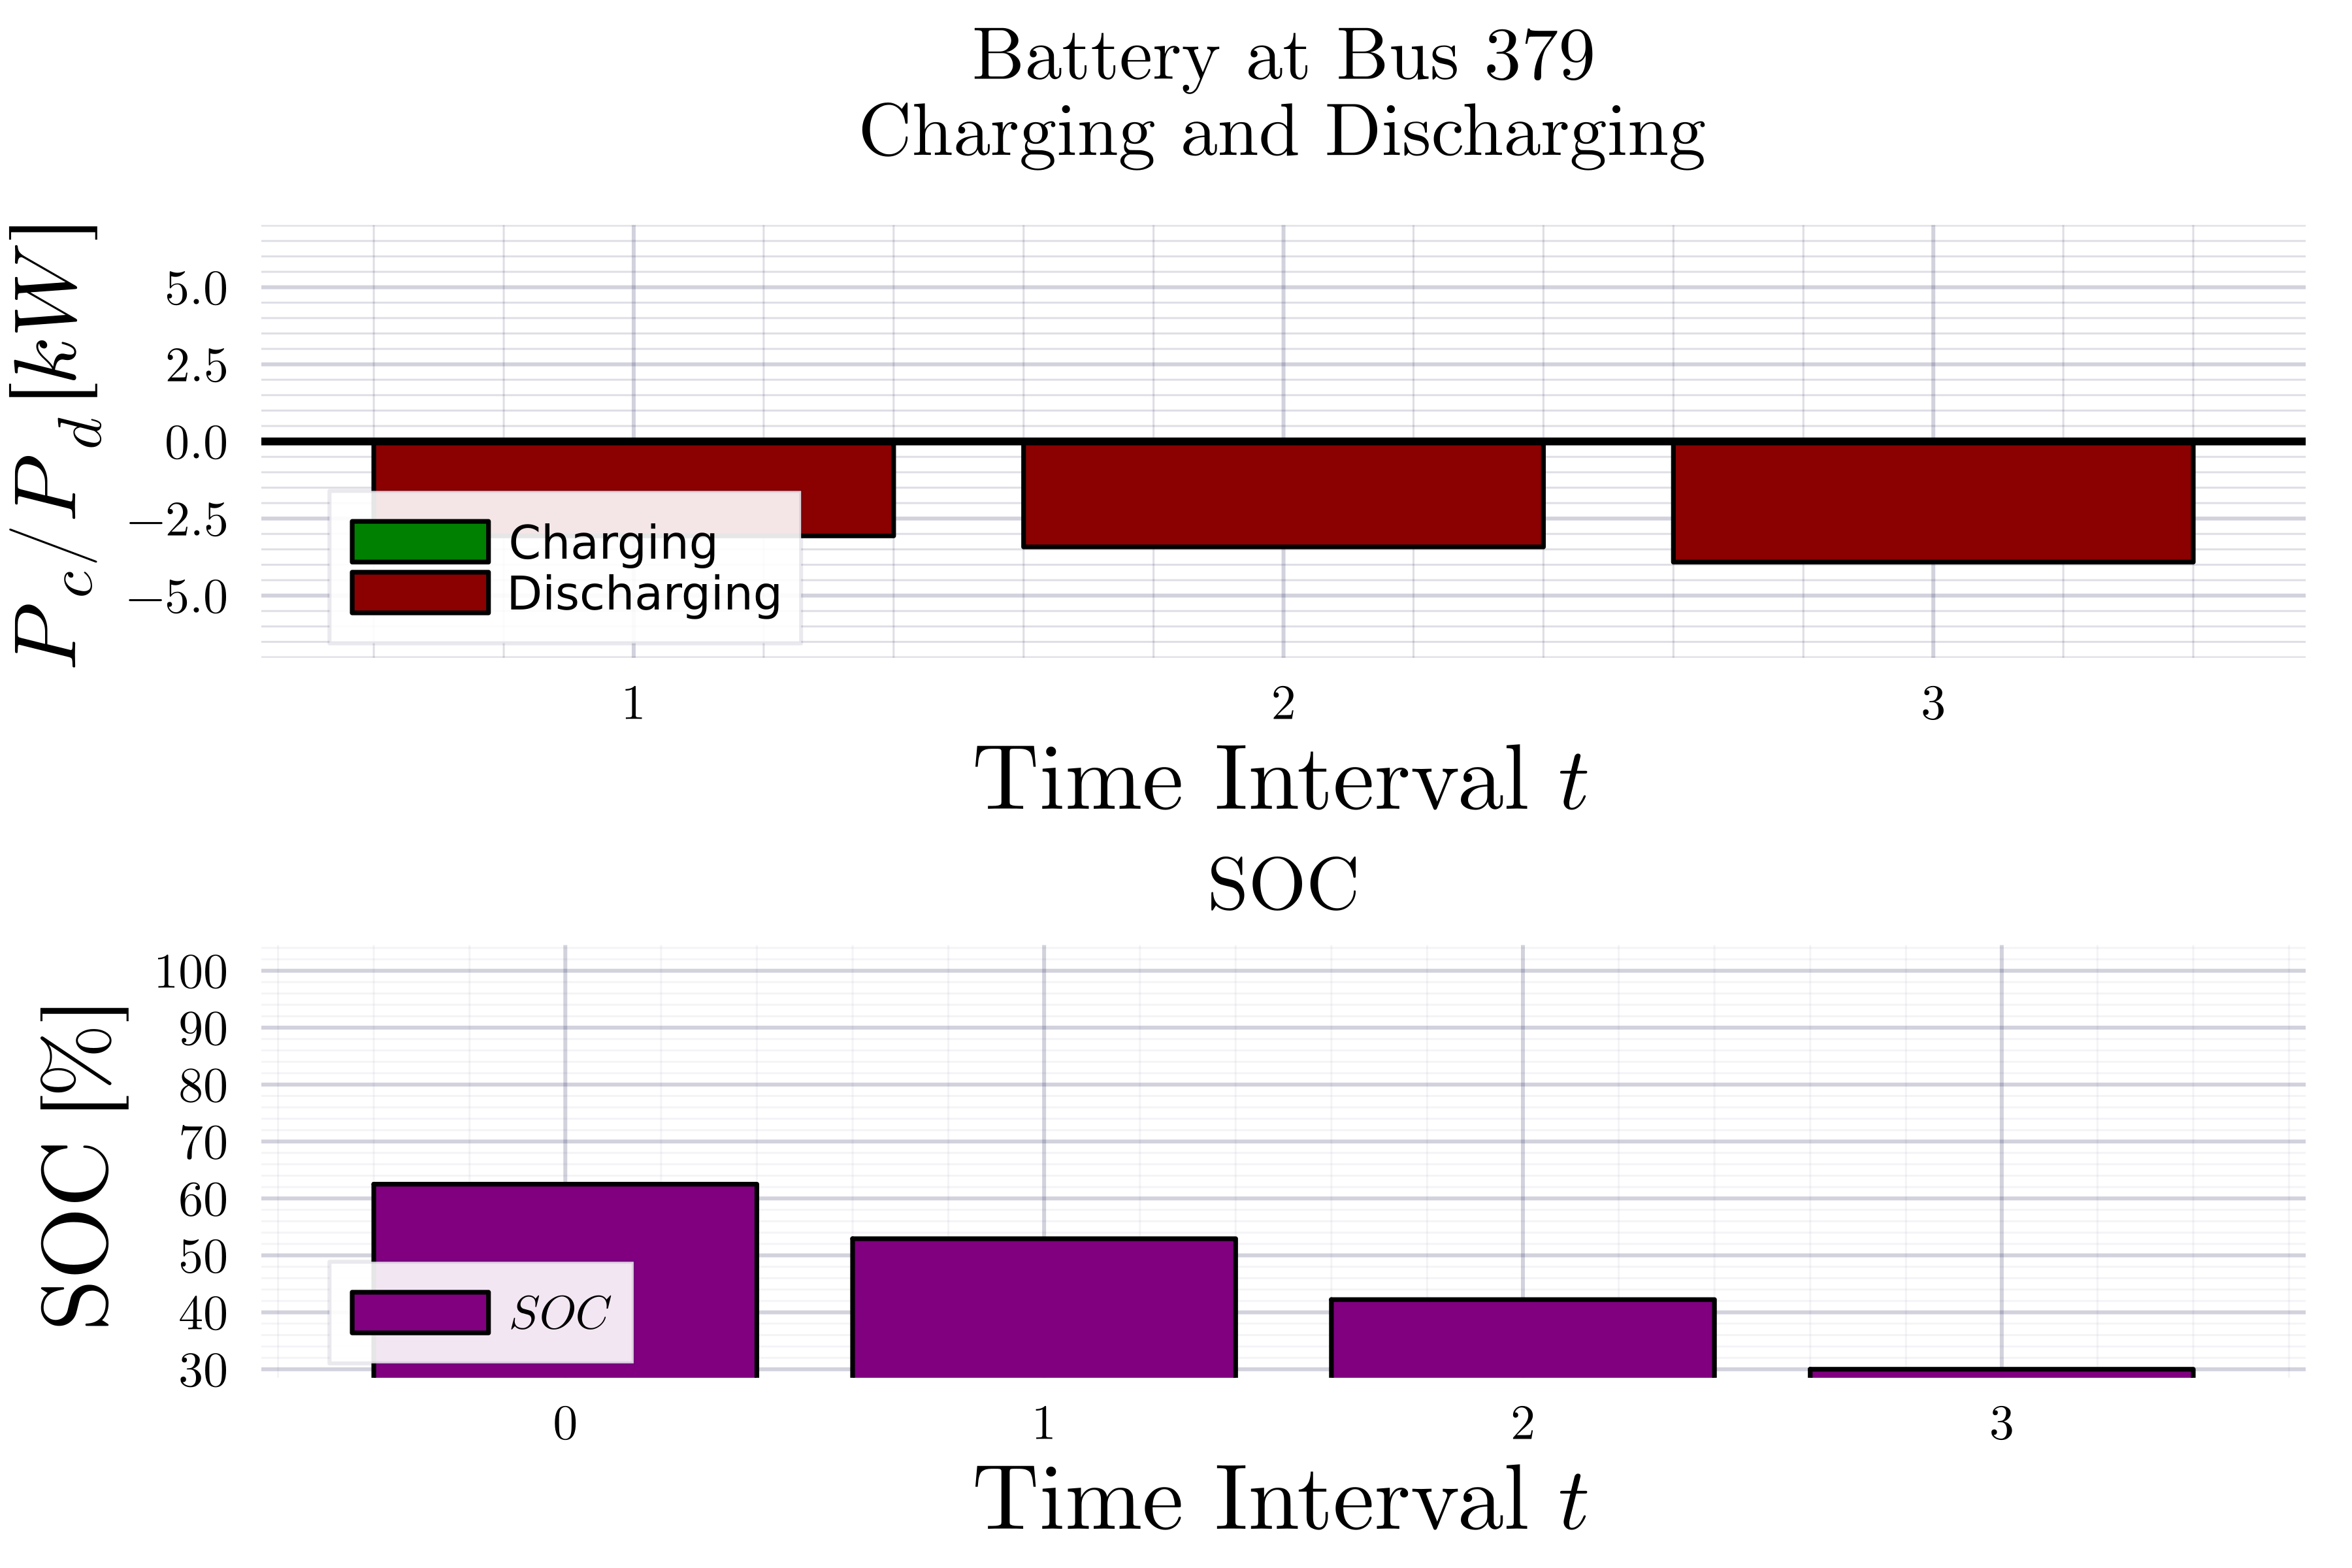 Battery at Bus 379
Charging and Discharging
P_c/P_d [kW]
5.0
2.5
0.0
−2.5
−5.0
Charging
Discharging
1 2 3
Time Interval t
SOC
SOC [%]
100
90
80
70
60
50
40
30
SOC
0 1 2 3
Time Interval t